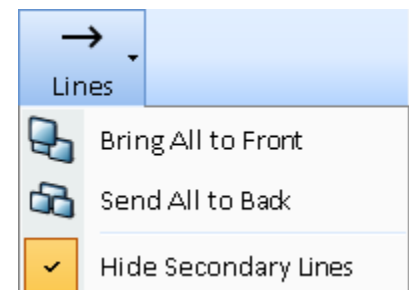 Lines
Bring All to Front
Send All to Back
Hide Secondary Lines